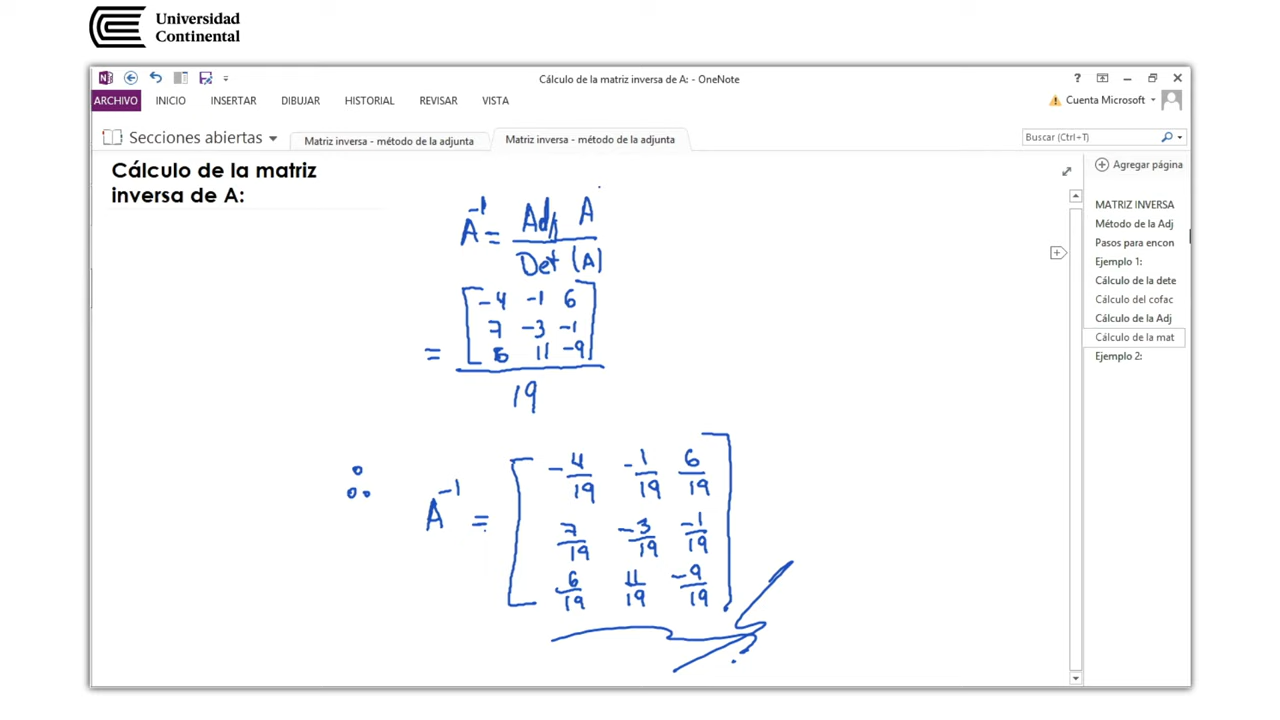 Universidad
Continental
Cálculo de la matriz inversa de A: - OneNote
?
ARCHIVO INICIO INSERTAR DIBUJAR HISTORIAL REVISAR VISTA
Cuenta Microsoft
Secciones abiertas
Matriz inversa - método de la adjunta
Matriz inversa - método de la adjunta
Buscar (Ctrl+T)
Agregar página
Cálculo de la matriz
inversa de A:
A⁻¹ = Adj A
Det (A)
-4 -1 6
7 -3 -1
= 6 11 -9
19
∴ A⁻¹ =
-4/19 -1/19 6/19
7/19 -3/19 -1/19
6/19 11/19 -9/19
MATRIZ INVERSA
Método de la Adj
Pasos para encon
Ejemplo 1:
Cálculo de la dete
Cálculo del cofac
Cálculo de la Adj
Cálculo de la mat
Ejemplo 2: